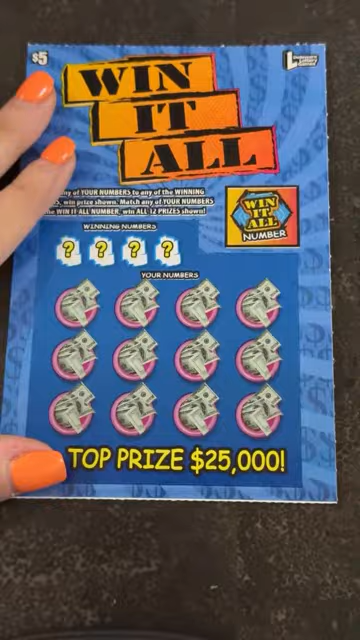 $5
WIN
IT
ALL
any of YOUR NUMBERS to any of the WINNING
win prize shown. Match any of YOUR NUMBERS
the WIN IT ALL NUMBER, win ALL 12 PRIZES shown!
WIN
IT
ALL
NUMBER
WINNING NUMBERS
? ? ? ?
YOUR NUMBERS
TOP PRIZE $25,000!